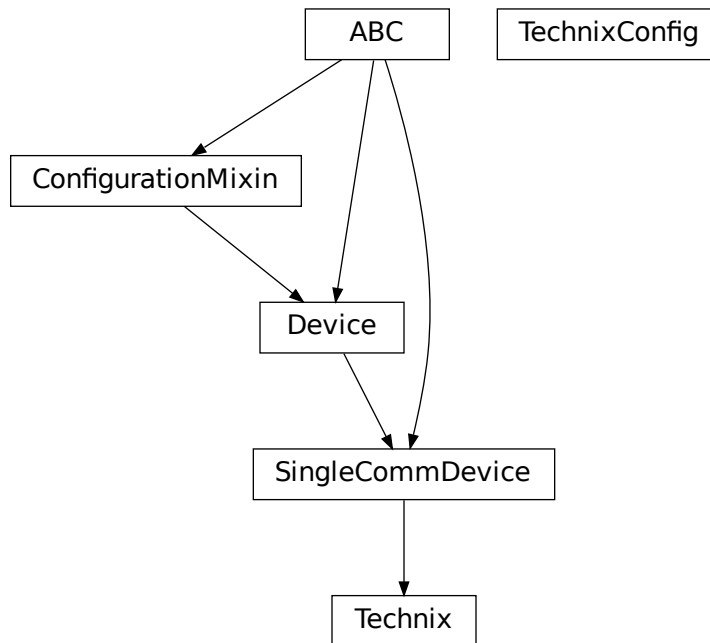 ABC
TechnixConfig
ConfigurationMixin
Device
SingleCommDevice
Technix